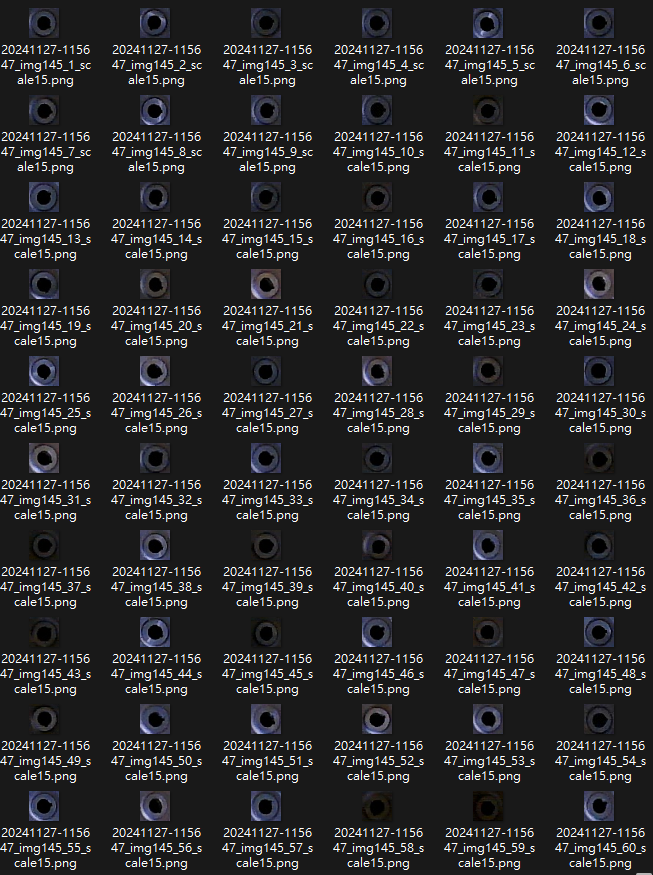 20241127-1156 20241127-1156 20241127-1156 20241127-1156 20241127-1156 20241127-1156
47_img145_1_sc 47_img145_2_sc 47_img145_3_sc 47_img145_4_sc 47_img145_5_sc 47_img145_6_sc
ale15.png ale15.png ale15.png ale15.png ale15.png ale15.png
20241127-1156 20241127-1156 20241127-1156 20241127-1156 20241127-1156 20241127-1156
47_img145_7_sc 47_img145_8_sc 47_img145_9_sc 47_img145_10_s 47_img145_11_s 47_img145_12_s
ale15.png ale15.png ale15.png cale15.png cale15.png cale15.png
20241127-1156 20241127-1156 20241127-1156 20241127-1156 20241127-1156 20241127-1156
47_img145_13_s 47_img145_14_s 47_img145_15_s 47_img145_16_s 47_img145_17_s 47_img145_18_s
cale15.png cale15.png cale15.png cale15.png cale15.png cale15.png
20241127-1156 20241127-1156 20241127-1156 20241127-1156 20241127-1156 20241127-1156
47_img145_19_s 47_img145_20_s 47_img145_21_s 47_img145_22_s 47_img145_23_s 47_img145_24_s
cale15.png cale15.png cale15.png cale15.png cale15.png cale15.png
20241127-1156 20241127-1156 20241127-1156 20241127-1156 20241127-1156 20241127-1156
47_img145_25_s 47_img145_26_s 47_img145_27_s 47_img145_28_s 47_img145_29_s 47_img145_30_s
cale15.png cale15.png cale15.png cale15.png cale15.png cale15.png
20241127-1156 20241127-1156 20241127-1156 20241127-1156 20241127-1156 20241127-1156
47_img145_31_s 47_img145_32_s 47_img145_33_s 47_img145_34_s 47_img145_35_s 47_img145_36_s
cale15.png cale15.png cale15.png cale15.png cale15.png cale15.png
20241127-1156 20241127-1156 20241127-1156 20241127-1156 20241127-1156 20241127-1156
47_img145_37_s 47_img145_38_s 47_img145_39_s 47_img145_40_s 47_img145_41_s 47_img145_42_s
cale15.png cale15.png cale15.png cale15.png cale15.png cale15.png
20241127-1156 20241127-1156 20241127-1156 20241127-1156 20241127-1156 20241127-1156
47_img145_43_s 47_img145_44_s 47_img145_45_s 47_img145_46_s 47_img145_47_s 47_img145_48_s
cale15.png cale15.png cale15.png cale15.png cale15.png cale15.png
20241127-1156 20241127-1156 20241127-1156 20241127-1156 20241127-1156 20241127-1156
47_img145_49_s 47_img145_50_s 47_img145_51_s 47_img145_52_s 47_img145_53_s 47_img145_54_s
cale15.png cale15.png cale15.png cale15.png cale15.png cale15.png
20241127-1156 20241127-1156 20241127-1156 20241127-1156 20241127-1156 20241127-1156
47_img145_55_s 47_img145_56_s 47_img145_57_s 47_img145_58_s 47_img145_59_s 47_img145_60_s
cale15.png cale15.png cale15.png cale15.png cale15.png cale15.png